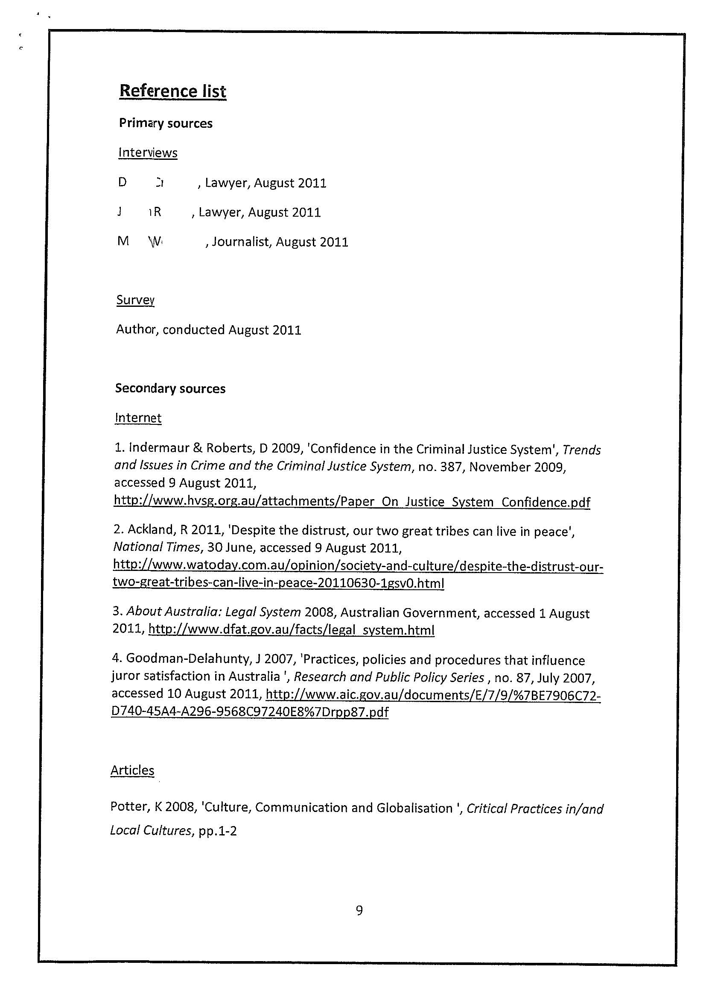 Reference list
Primary sources
Interviews
D , Lawyer, August 2011
J R , Lawyer, August 2011
M W , Journalist, August 2011
Survey
Author, conducted August 2011
Secondary sources
Internet
1. Indermaur & Roberts, D 2009, 'Confidence in the Criminal Justice System', Trends
and Issues in Crime and the Criminal Justice System, no. 387, November 2009,
accessed 9 August 2011,
http://www.hvsg.org.au/attachments/Paper_On_Justice_System_Confidence.pdf
2. Ackland, R 2011, 'Despite the distrust, our two great tribes can live in peace',
National Times, 30 June, accessed 9 August 2011,
http://www.watoday.com.au/opinion/society-and-culture/despite-the-distrust-our-
two-great-tribes-can-live-in-peace-20110630-1gsv0.html
3. About Australia: Legal System 2008, Australian Government, accessed 1 August
2011, http://www.dfat.gov.au/facts/legal_system.html
4. Goodman-Delahunty, J 2007, 'Practices, policies and procedures that influence
juror satisfaction in Australia ', Research and Public Policy Series , no. 87, July 2007,
accessed 10 August 2011, http://www.aic.gov.au/documents/E/7/9/%7BE7906C72-
D740-45A4-A296-9568C97240E8%7Drpp87.pdf
Articles
Potter, K 2008, 'Culture, Communication and Globalisation ', Critical Practices in/and
Local Cultures, pp.1-2
9